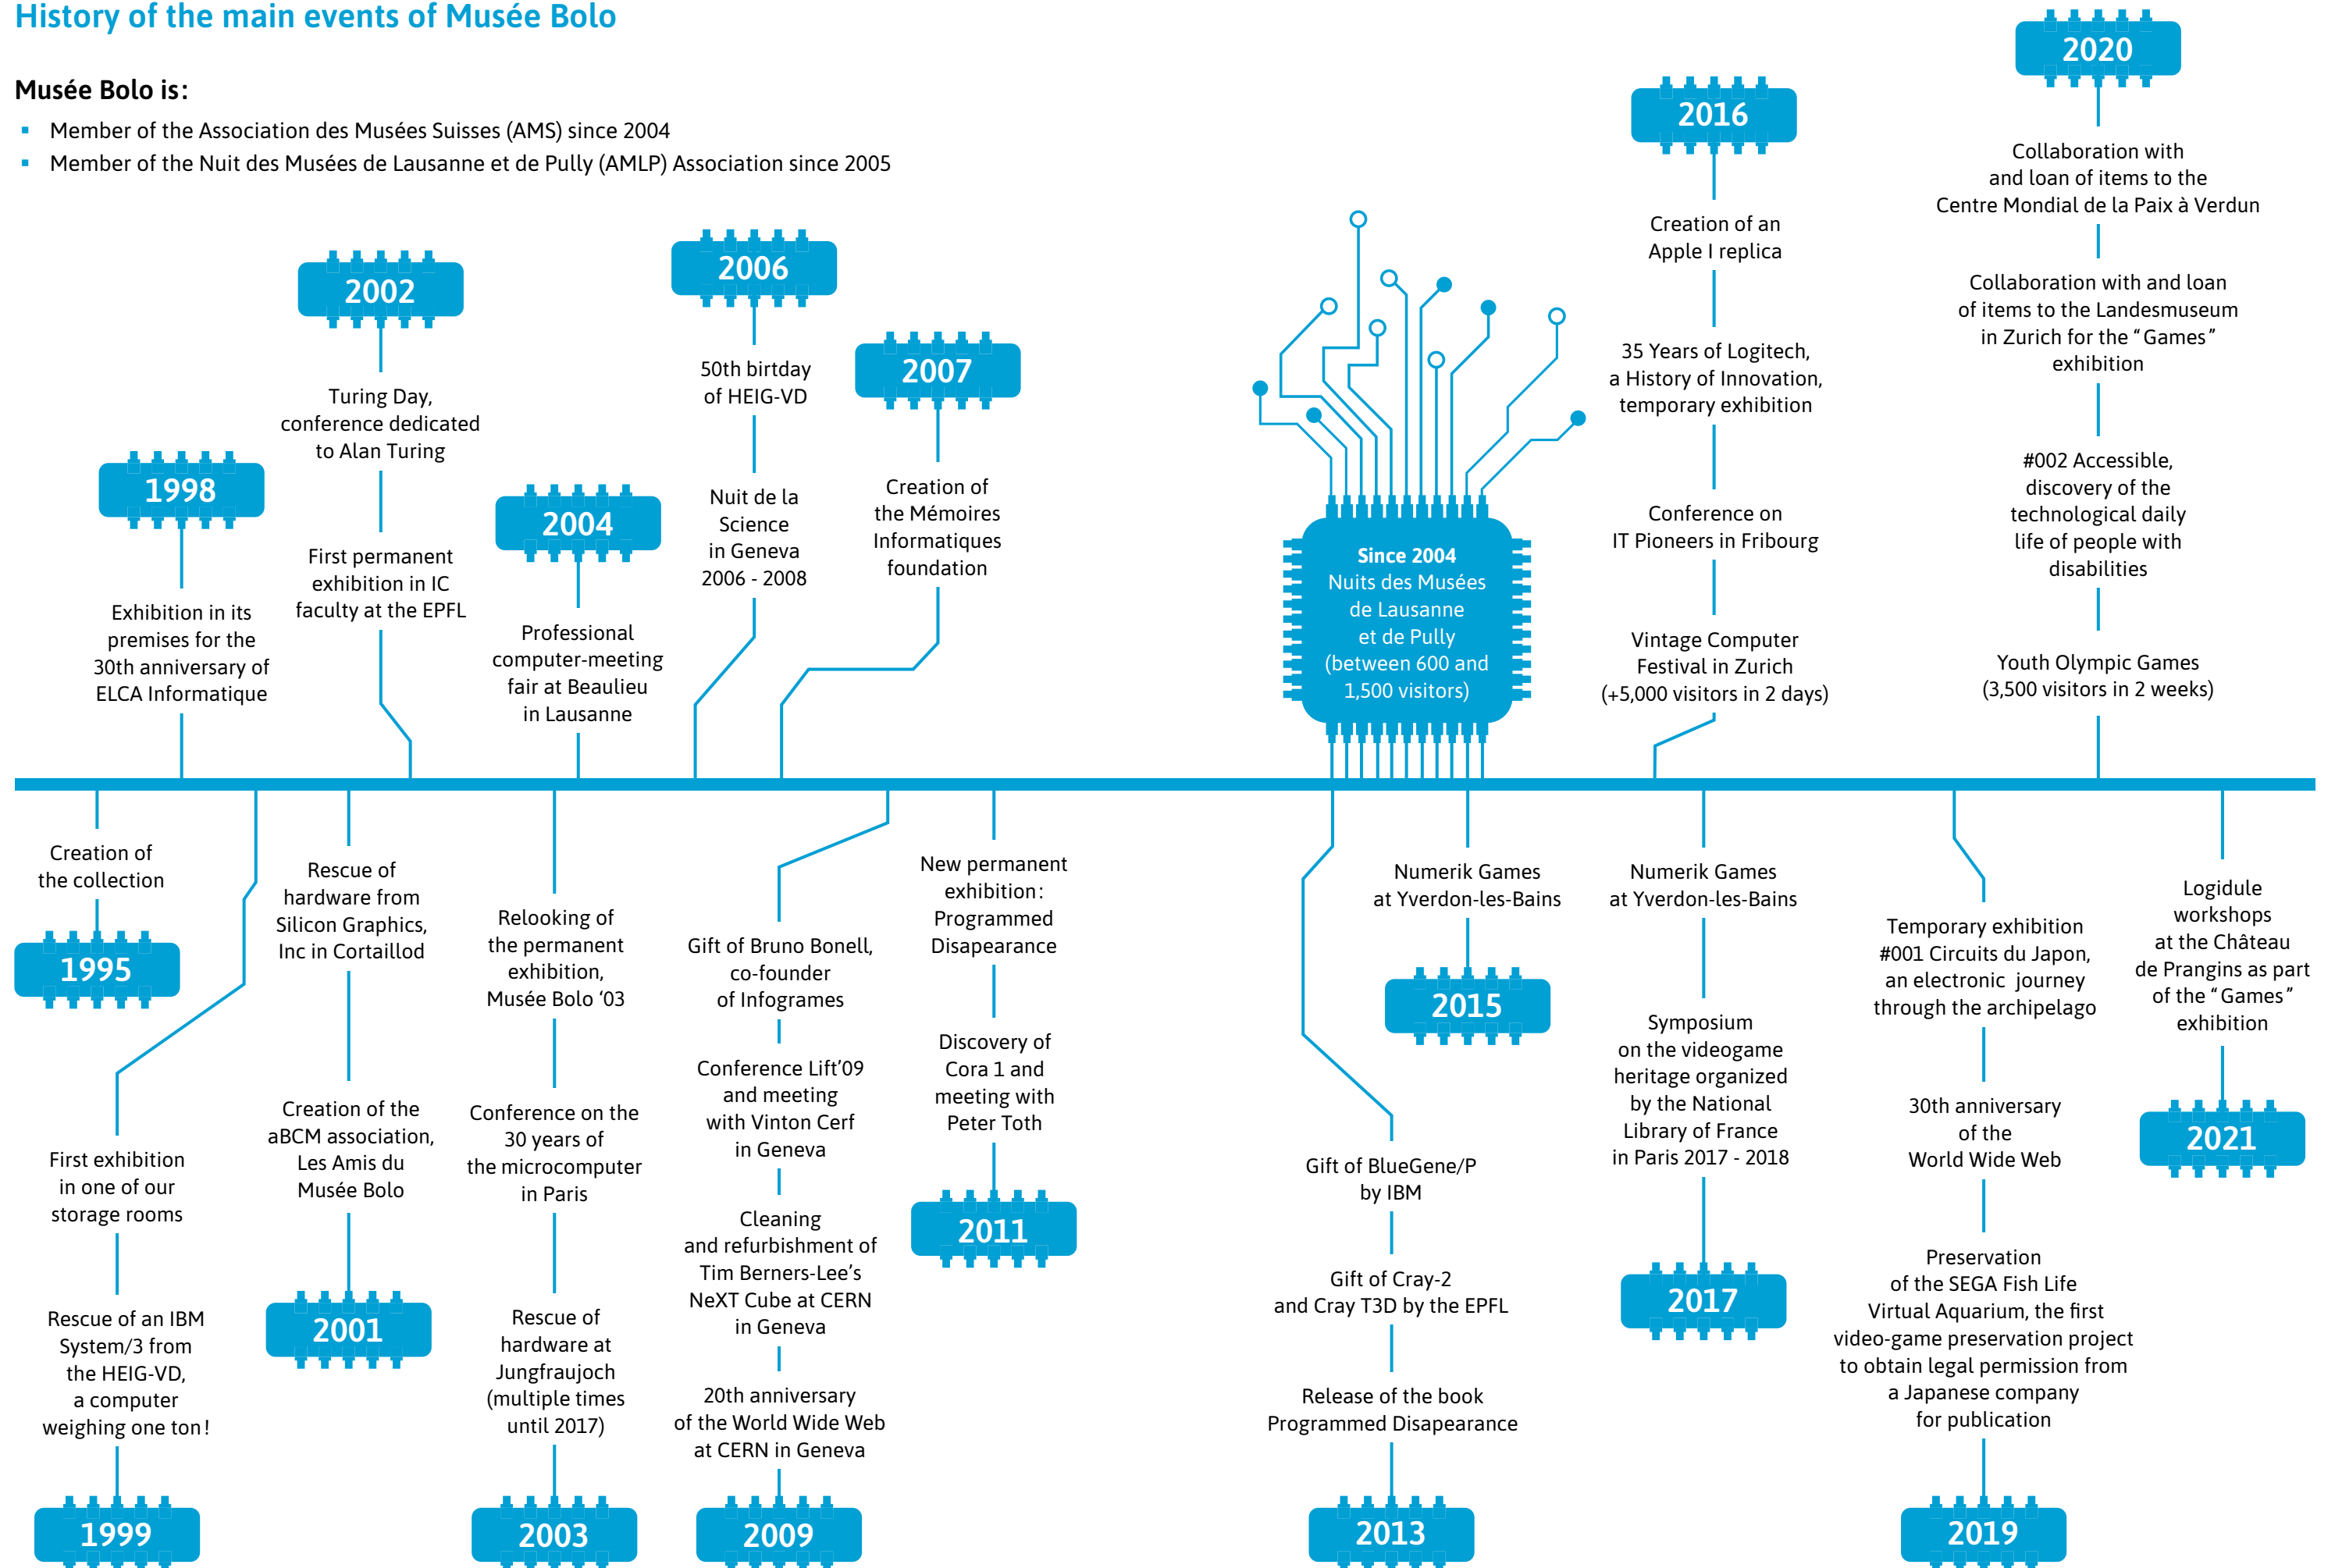 History of the main events of Musée Bolo
Musée Bolo is:
Member of the Association des Musées Suisses (AMS) since 2004
Member of the Nuit des Musées de Lausanne et de Pully (AMLP) Association since 2005
1998
Exhibition in its
premises for the
30th anniversary of
ELCA Informatique
2002
Turing Day,
conference dedicated
to Alan Turing
First permanent
exhibition in IC
faculty at the EPFL
2004
Professional
computer-meeting
fair at Beaulieu
in Lausanne
2006
50th birtday
of HEIG-VD
Nuit de la
Science
in Geneva
2006 - 2008
2007
Creation of
the Mémoires
Informatiques
foundation
Since 2004
Nuits des Musées
de Lausanne
et de Pully
(between 600 and
1,500 visitors)
2016
Creation of an
Apple I replica
35 Years of Logitech,
a History of Innovation,
temporary exhibition
Conference on
IT Pioneers in Fribourg
Vintage Computer
Festival in Zurich
(+5,000 visitors in 2 days)
2020
Collaboration with
and loan of items to the
Centre Mondial de la Paix à Verdun
Collaboration with and loan
of items to the Landesmuseum
in Zurich for the “Games”
exhibition
#002 Accessible,
discovery of the
technological daily
life of people with
disabilities
Youth Olympic Games
(3,500 visitors in 2 weeks)
Creation of
the collection
1995
First exhibition
in one of our
storage rooms
Rescue of an IBM
System/3 from
the HEIG-VD,
a computer
weighing one ton!
1999
Rescue of
hardware from
Silicon Graphics,
Inc in Cortaillod
Creation of the
aBCM association,
Les Amis du
Musée Bolo
2001
Relooking of
the permanent
exhibition,
Musée Bolo ‘03
Conference on the
30 years of
the microcomputer
in Paris
Rescue of
hardware at
Jungfraujoch
(multiple times
until 2017)
2003
Gift of Bruno Bonell,
co-founder
of Infogrames
Conference Lift’09
and meeting
with Vinton Cerf
in Geneva
Cleaning
and refurbishment of
Tim Berners-Lee’s
NeXT Cube at CERN
in Geneva
20th anniversary
of the World Wide Web
at CERN in Geneva
2009
New permanent
exhibition:
Programmed
Disapearance
Discovery of
Cora 1 and
meeting with
Peter Toth
2011
Gift of BlueGene/P
by IBM
Gift of Cray-2
and Cray T3D by the EPFL
Release of the book
Programmed Disapearance
2013
Numerik Games
at Yverdon-les-Bains
2015
Numerik Games
at Yverdon-les-Bains
Symposium
on the videogame
heritage organized
by the National
Library of France
in Paris 2017 - 2018
2017
Temporary exhibition
#001 Circuits du Japon,
an electronic journey
through the archipelago
30th anniversary
of the
World Wide Web
Preservation
of the SEGA Fish Life
Virtual Aquarium, the first
video-game preservation project
to obtain legal permission from
a Japanese company
for publication
2019
Logidule
workshops
at the Château
de Prangins as part
of the “Games”
exhibition
2021